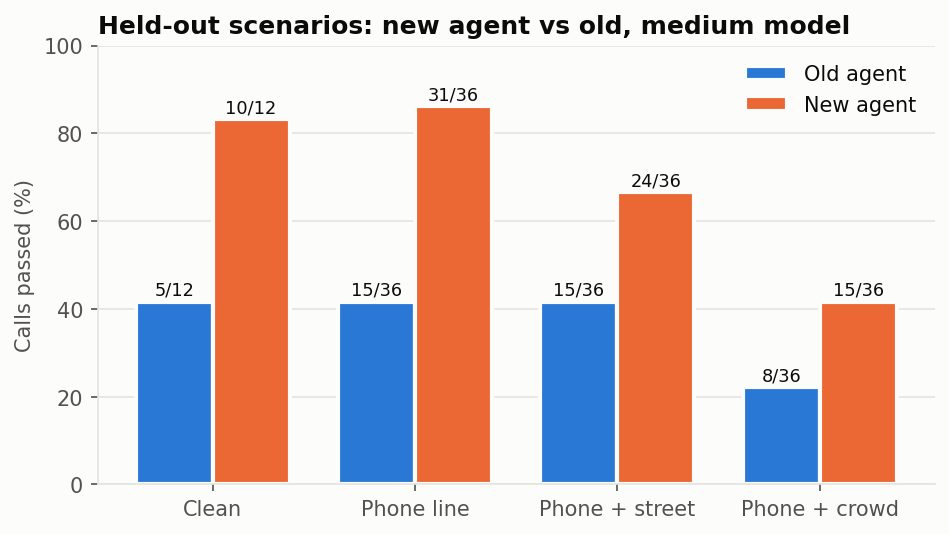 Held-out scenarios: new agent vs old, medium model
Old agent
New agent
Calls passed (%)
100
80
60
40
20
0
5/12
10/12
15/36
31/36
15/36
24/36
8/36
15/36
Clean
Phone line
Phone + street
Phone + crowd